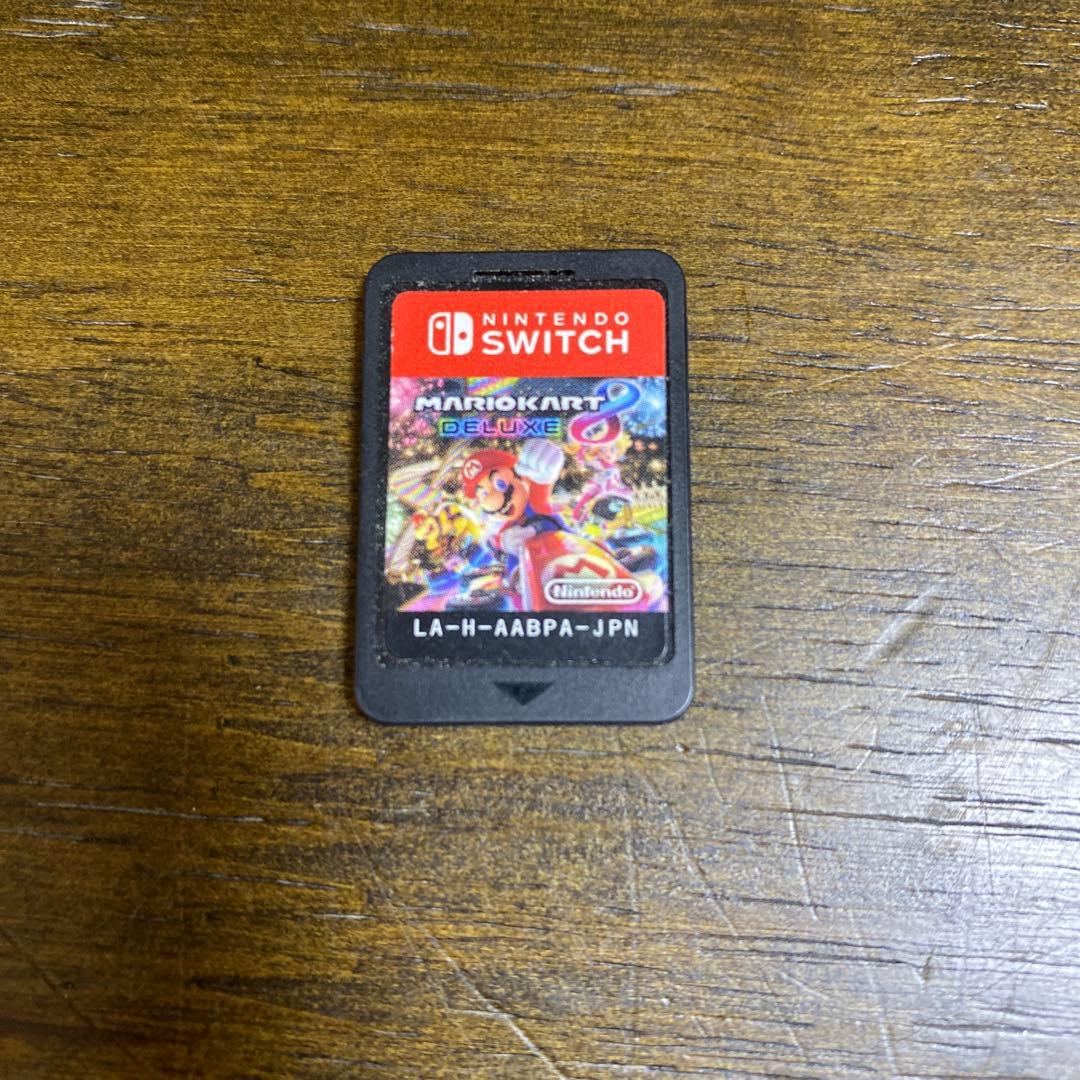 NINTENDO
SWITCH
MARIOKART 8
DELUXE
Nintendo
LA-H-AABPA-JPN